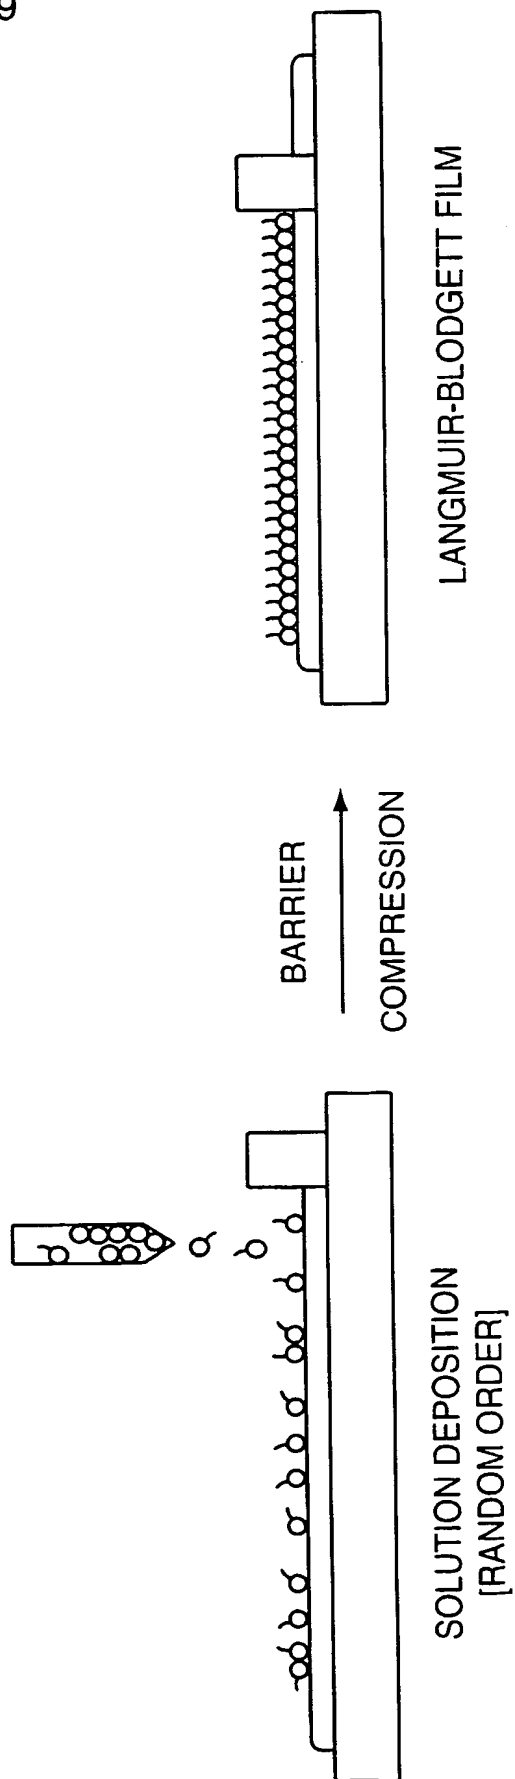 SOLUTION DEPOSITION
[RANDOM ORDER]
BARRIER
COMPRESSION
LANGMUIR-BLODGETT FILM